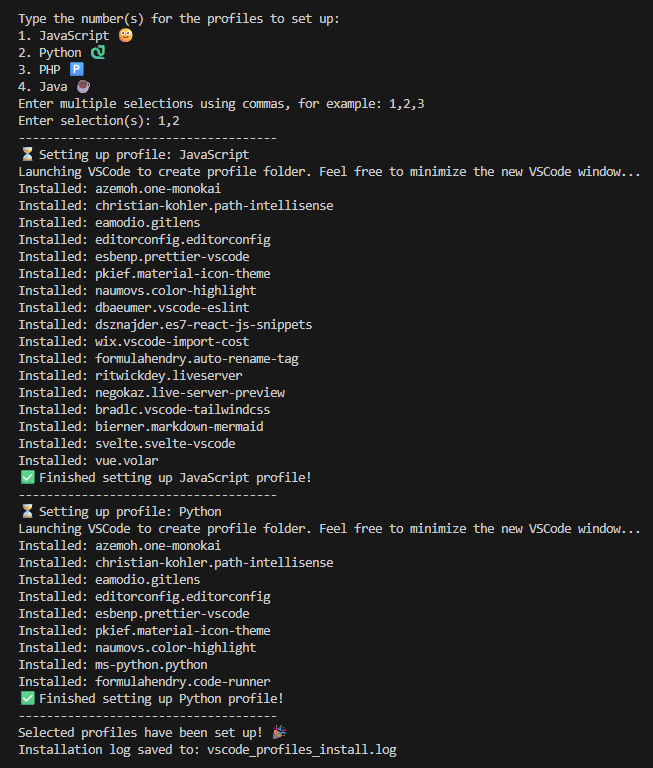 Type the number(s) for the profiles to set up:
1. JavaScript 😊
2. Python 🐍
3. PHP 🅿️
4. Java ☕
Enter multiple selections using commas, for example: 1,2,3
Enter selection(s): 1,2
-------------------------------------
⏳ Setting up profile: JavaScript
Launching VSCode to create profile folder. Feel free to minimize the new VSCode window...
Installed: azemoh.one-monokai
Installed: christian-kohler.path-intellisense
Installed: eamodio.gitlens
Installed: editorconfig.editorconfig
Installed: esbenp.prettier-vscode
Installed: pkief.material-icon-theme
Installed: naumovs.color-highlight
Installed: dbaeumer.vscode-eslint
Installed: dsznajder.es7-react-js-snippets
Installed: wix.vscode-import-cost
Installed: formulahendry.auto-rename-tag
Installed: ritwickdey.liveserver
Installed: negokaz.live-server-preview
Installed: bradlc.vscode-tailwindcss
Installed: bierner.markdown-mermaid
Installed: svelte.svelte-vscode
Installed: vue.volar
✅ Finished setting up JavaScript profile!
-------------------------------------
⏳ Setting up profile: Python
Launching VSCode to create profile folder. Feel free to minimize the new VSCode window...
Installed: azemoh.one-monokai
Installed: christian-kohler.path-intellisense
Installed: eamodio.gitlens
Installed: editorconfig.editorconfig
Installed: esbenp.prettier-vscode
Installed: pkief.material-icon-theme
Installed: naumovs.color-highlight
Installed: ms-python.python
Installed: formulahendry.code-runner
✅ Finished setting up Python profile!
-------------------------------------
Selected profiles have been set up! 🎉
Installation log saved to: vscode_profiles_install.log